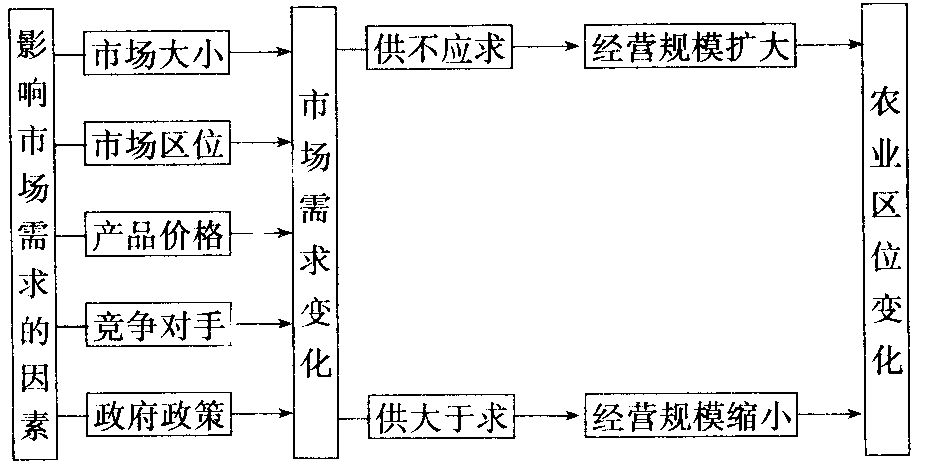 影响市场需求的因素
市场大小
市场区位
产品价格
竞争对手
政府政策
市场需求变化
供不应求
经营规模扩大
供大于求
经营规模缩小
农业区位变化